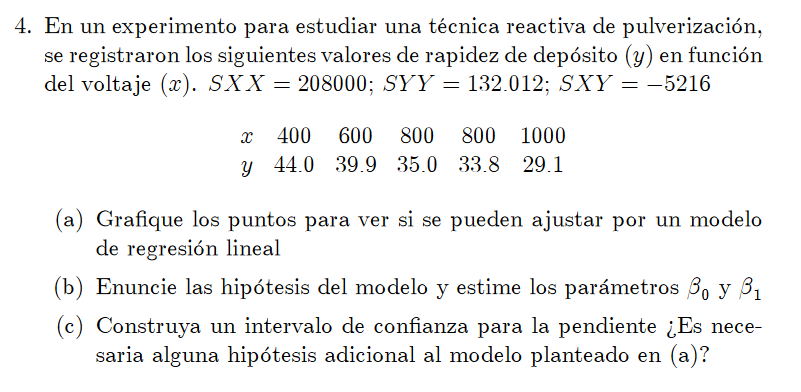 4. En un experimento para estudiar una técnica reactiva de pulverización,
se registraron los siguientes valores de rapidez de depósito (y) en función
del voltaje (x). SXX = 208000; SYY = 132.012; SXY = −5216
x 400 600 800 800 1000
y 44.0 39.9 35.0 33.8 29.1
(a) Grafique los puntos para ver si se pueden ajustar por un modelo
de regresión lineal
(b) Enuncie las hipótesis del modelo y estime los parámetros β₀ y β₁
(c) Construya un intervalo de confianza para la pendiente ¿Es nece-
saria alguna hipótesis adicional al modelo planteado en (a)?